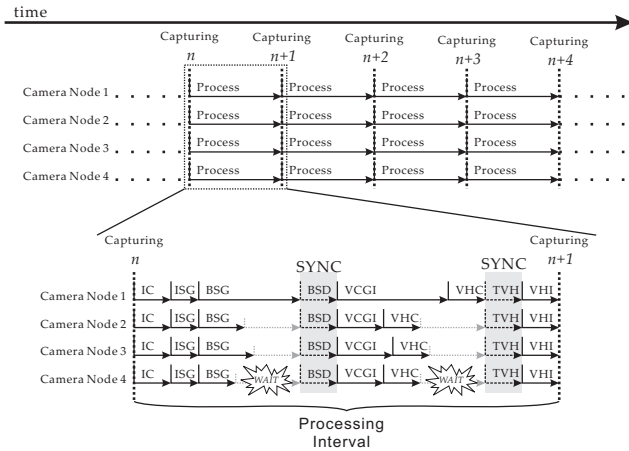 time
Capturing Capturing Capturing Capturing Capturing
n n+1 n+2 n+3 n+4
Camera Node 1 Process Process Process Process
Camera Node 2 Process Process Process Process
Camera Node 3 Process Process Process Process
Camera Node 4 Process Process Process Process
Capturing Capturing
n n+1
SYNC SYNC
Camera Node 1 IC ISG BSG BSD VCGI VHC TVH VHI
Camera Node 2 IC ISG BSG BSD VCGI VHC TVH VHI
Camera Node 3 IC ISG BSG BSD VCGI VHC TVH VHI
Camera Node 4 IC ISG BSG WAIT BSD VCGI VHC WAIT TVH VHI
Processing
Interval